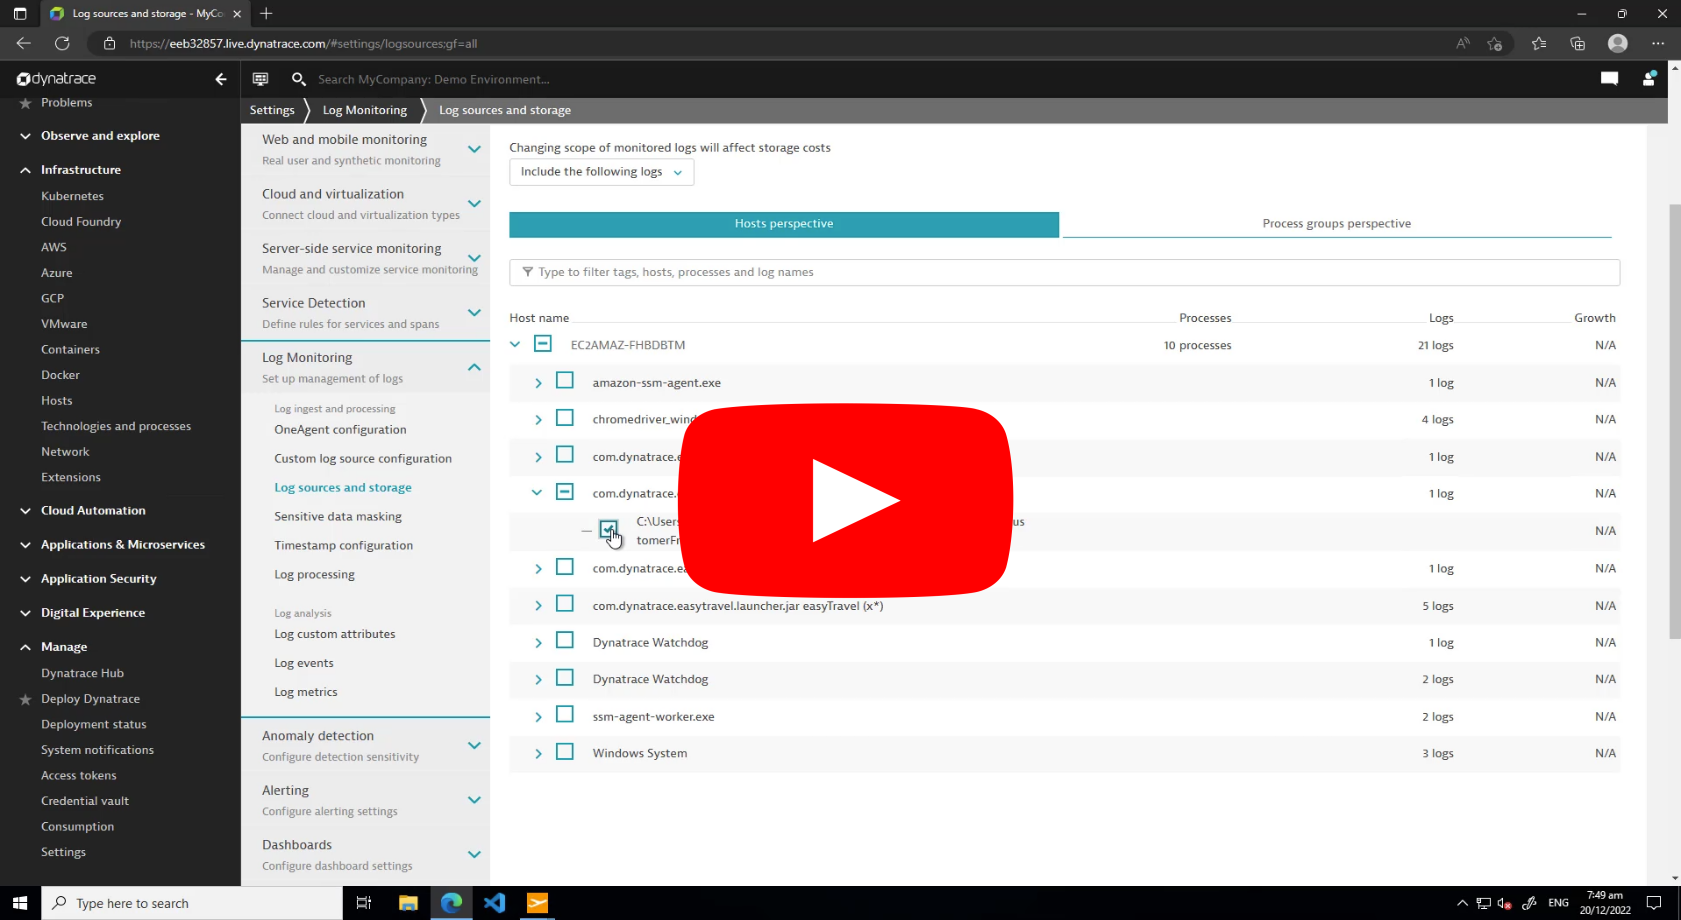 Log sources and storage - MyCo
https://eeb32857.live.dynatrace.com/#settings/logsources;gf=all
dynatrace
Search MyCompany: Demo Environment...
Settings
Log Monitoring
Log sources and storage
Problems
Observe and explore
Infrastructure
Kubernetes
Cloud Foundry
AWS
Azure
GCP
VMware
Containers
Docker
Hosts
Technologies and processes
Network
Extensions
Cloud Automation
Applications & Microservices
Application Security
Digital Experience
Manage
Dynatrace Hub
Deploy Dynatrace
Deployment status
System notifications
Access tokens
Credential vault
Consumption
Settings
Web and mobile monitoring
Real user and synthetic monitoring
Cloud and virtualization
Connect cloud and virtualization types
Server-side service monitoring
Manage and customize service monitoring
Service Detection
Define rules for services and spans
Log Monitoring
Set up management of logs
Log ingest and processing
OneAgent configuration
Custom log source configuration
Log sources and storage
Sensitive data masking
Timestamp configuration
Log processing
Log analysis
Log custom attributes
Log events
Log metrics
Anomaly detection
Configure detection sensitivity
Alerting
Configure alerting settings
Dashboards
Configure dashboard settings
Changing scope of monitored logs will affect storage costs
Include the following logs
Hosts perspective
Process groups perspective
Type to filter tags, hosts, processes and log names
Host name Processes Logs Growth
EC2AMAZ-FHBDBTM 10 processes 21 logs N/A
amazon-ssm-agent.exe 1 log N/A
chromedriver_wind 4 logs N/A
com.dynatrace.e 1 log N/A
com.dynatrace. 1 log N/A
C:\Users us
tomerFr N/A
com.dynatrace.ea 1 log N/A
com.dynatrace.easytravel.launcher.jar easyTravel (x*) 5 logs N/A
Dynatrace Watchdog 1 log N/A
Dynatrace Watchdog 2 logs N/A
ssm-agent-worker.exe 2 logs N/A
Windows System 3 logs N/A
Type here to search
ENG
7:49 am
20/12/2022